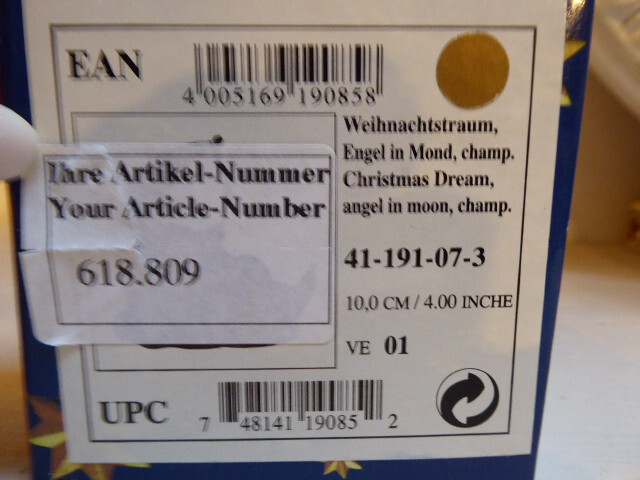 EAN
4 005169 190858
Weihnachtstraum,
Engel in Mond, champ.
Christmas Dream,
angel in moon, champ.
Ihre Artikel-Nummer
Your Article-Number
618.809
41-191-07-3
10,0 CM / 4.00 INCHE
VE 01
UPC
7 48141 19085 2